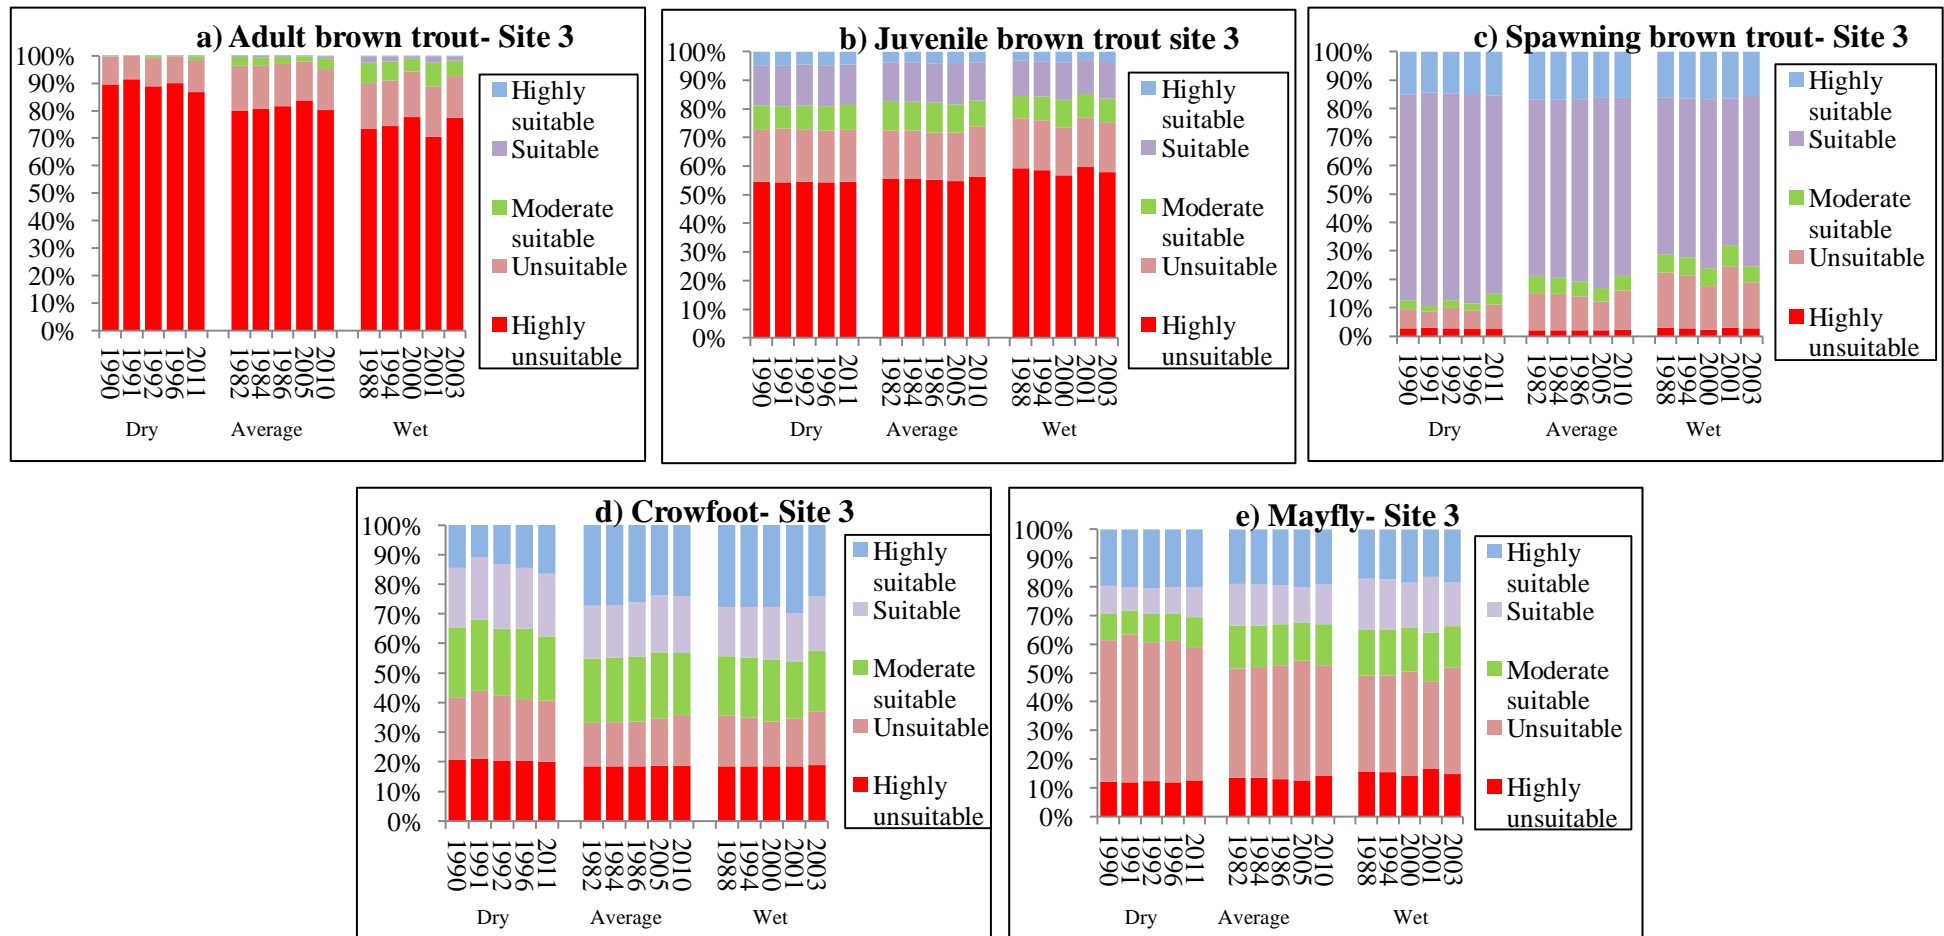 a) Adult brown trout- Site 3
100%
90%
80%
70%
60%
50%
40%
30%
20%
10%
0%
1990
1991
1992
1996
2011
1982
1984
1986
2005
2010
1988
1994
2000
2001
2003
Dry
Average
Wet
Highly
suitable
Suitable
Moderate
suitable
Unsuitable
Highly
unsuitable
b) Juvenile brown trout site 3
100%
90%
80%
70%
60%
50%
40%
30%
20%
10%
0%
1990
1991
1992
1996
2011
1982
1984
1986
2005
2010
1988
1994
2000
2001
2003
Dry
Average
Wet
Highly
suitable
Suitable
Moderate
suitable
Unsuitable
Highly
unsuitable
c) Spawning brown trout- Site 3
100%
90%
80%
70%
60%
50%
40%
30%
20%
10%
0%
1990
1991
1992
1996
2011
1982
1984
1986
2005
2010
1988
1994
2000
2001
2003
Dry
Average
Wet
Highly
suitable
Suitable
Moderate
suitable
Unsuitable
Highly
unsuitable
d) Crowfoot- Site 3
100%
90%
80%
70%
60%
50%
40%
30%
20%
10%
0%
1990
1991
1992
1996
2011
1982
1984
1986
2005
2010
1988
1994
2000
2001
2003
Dry
Average
Wet
Highly
suitable
Suitable
Moderate
suitable
Unsuitable
Highly
unsuitable
e) Mayfly- Site 3
100%
90%
80%
70%
60%
50%
40%
30%
20%
10%
0%
1990
1991
1992
1996
2011
1982
1984
1986
2005
2010
1988
1994
2000
2001
2003
Dry
Average
Wet
Highly
suitable
Suitable
Moderate
suitable
Unsuitable
Highly
unsuitable